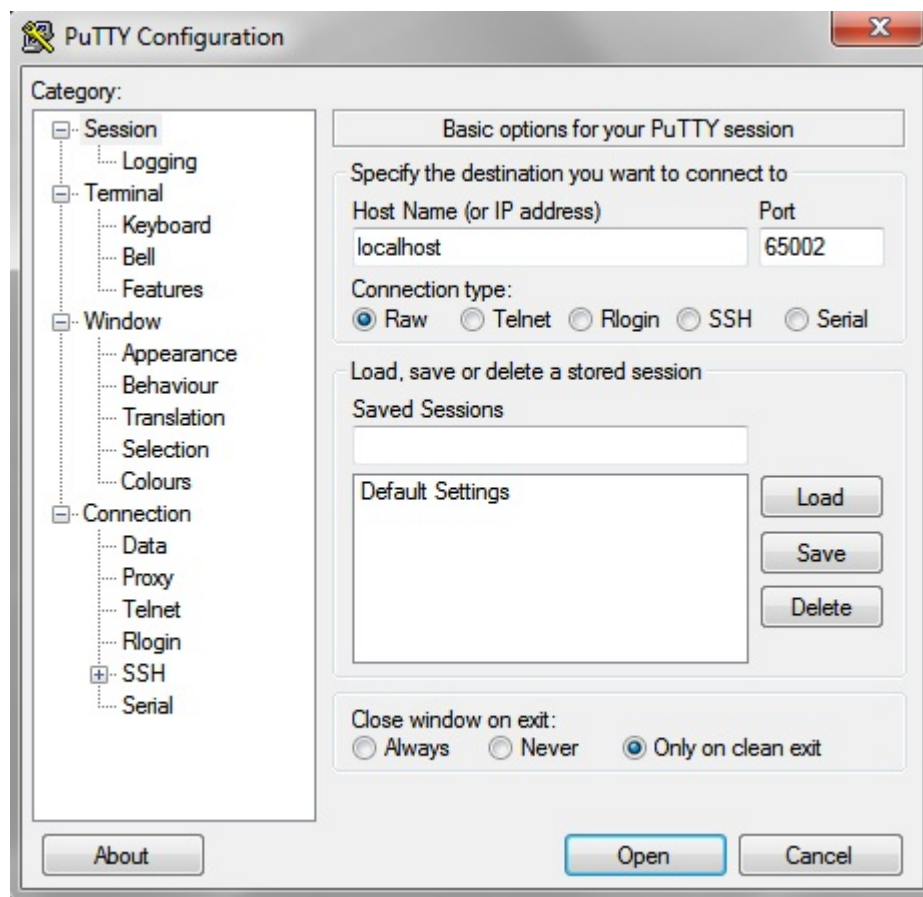 PuTTY Configuration
Category:
Session
Logging
Terminal
Keyboard
Bell
Features
Window
Appearance
Behaviour
Translation
Selection
Colours
Connection
Data
Proxy
Telnet
Rlogin
SSH
Serial
Basic options for your PuTTY session
Specify the destination you want to connect to
Host Name (or IP address) Port
localhost 65002
Connection type:
Raw Telnet Rlogin SSH Serial
Load, save or delete a stored session
Saved Sessions
Default Settings
Load
Save
Delete
Close window on exit:
Always Never Only on clean exit
About Open Cancel